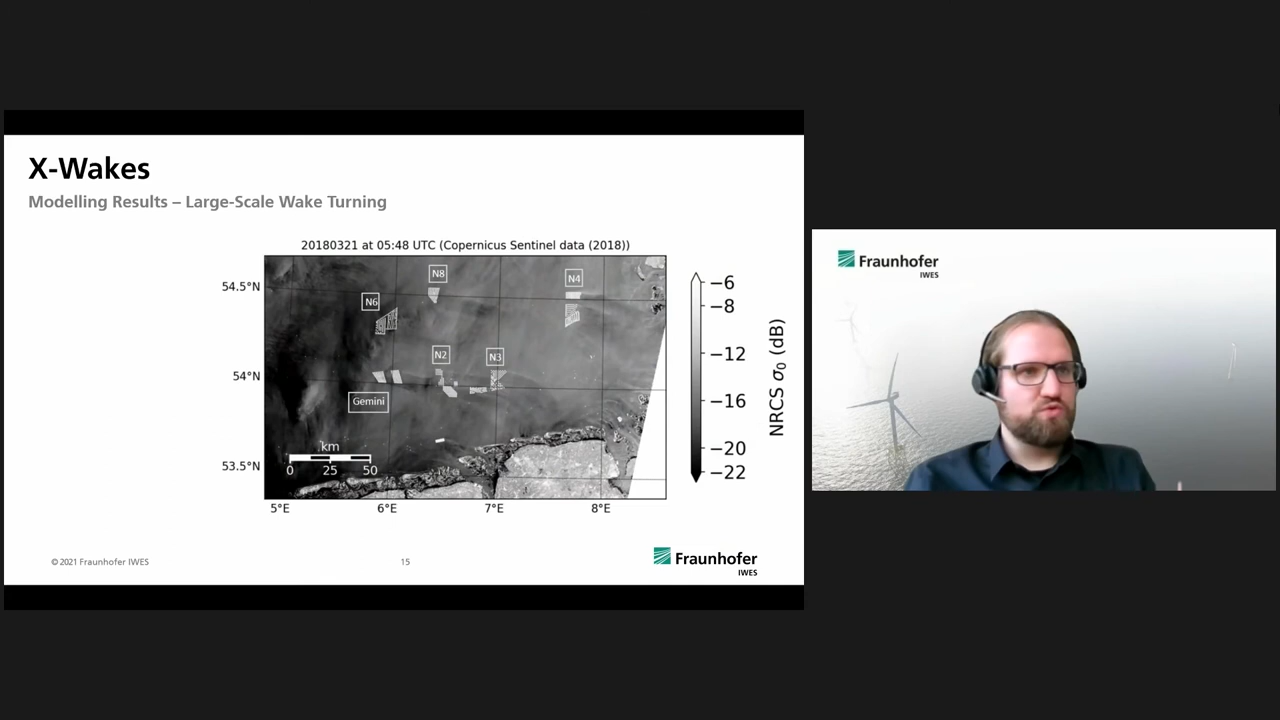 X-Wakes
Modelling Results – Large-Scale Wake Turning
20180321 at 05:48 UTC (Copernicus Sentinel data (2018))
54.5°N
54°N
53.5°N
N8
N4
N6
N2
N3
Gemini
km
0 25 50
5°E 6°E 7°E 8°E
−6
−8
−12
−16
−20
−22
NRCS σ0 (dB)
© 2021 Fraunhofer IWES
15
Fraunhofer
IWES
Fraunhofer
IWES